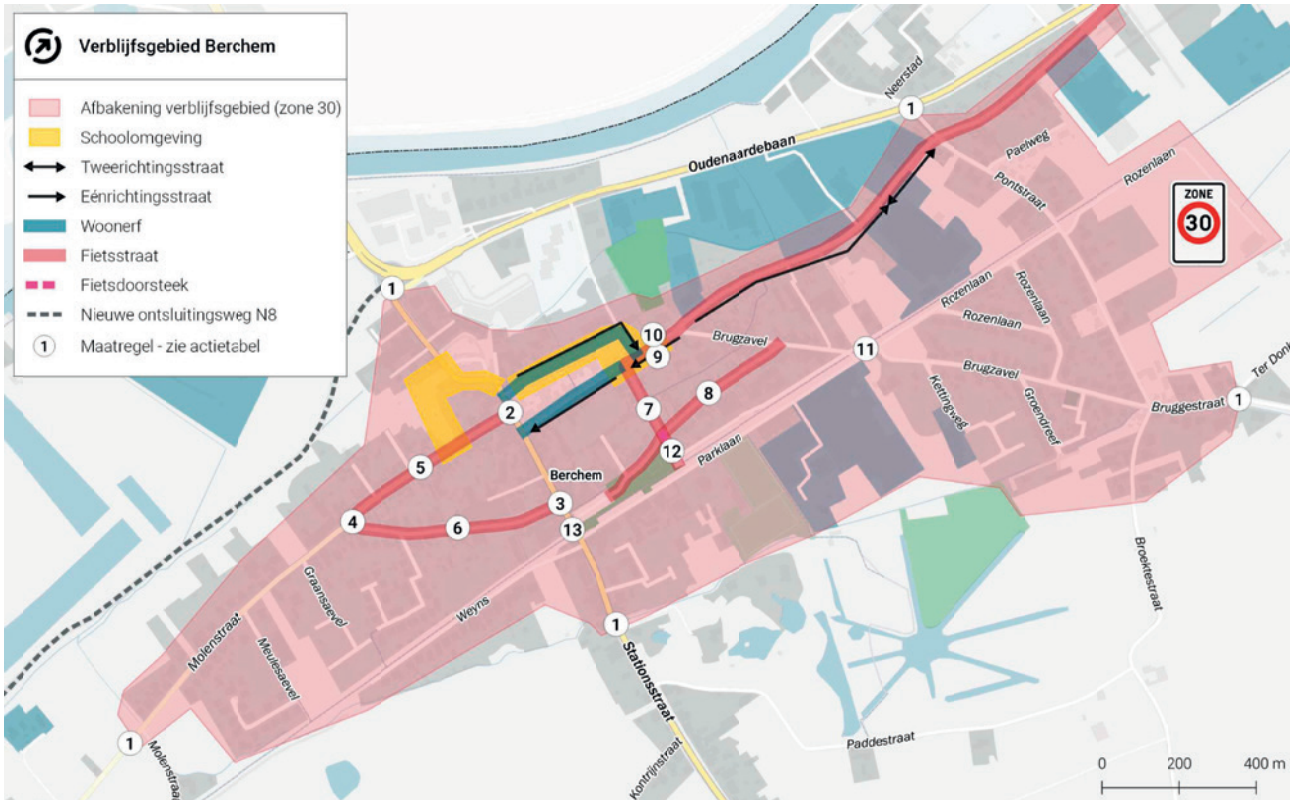 Verblijfsgebied Berchem
Afbakening verblijfsgebied (zone 30)
Schoolomgeving
Tweerichtingsstraat
Eénrichtingsstraat
Woonerf
Fietsstraat
Fietsdoorsteek
Nieuwe ontsluitingsweg N8
1 Maatregel - zie actietabel
Neerstad
1
Oudenaardebaan
Paelweg
Pontstraat
Rozenlaan
ZONE
30
1
Rozenlaan
Rozenlaan
Rozenlaan
10
9
Brugzavel
11
Brugzavel
Kettingweg
Groendreef
Bruggestraat
1
Ter Donk
2
7
8
5
12
Parklaan
Berchem
3
4
6
13
Graansaevel
Weyns
Molenstraat
Meulesaevel
1
Stationsstraat
Broektestraat
1
Molenstraat
Kontrijnstraat
Paddestraat
0 200 400 m